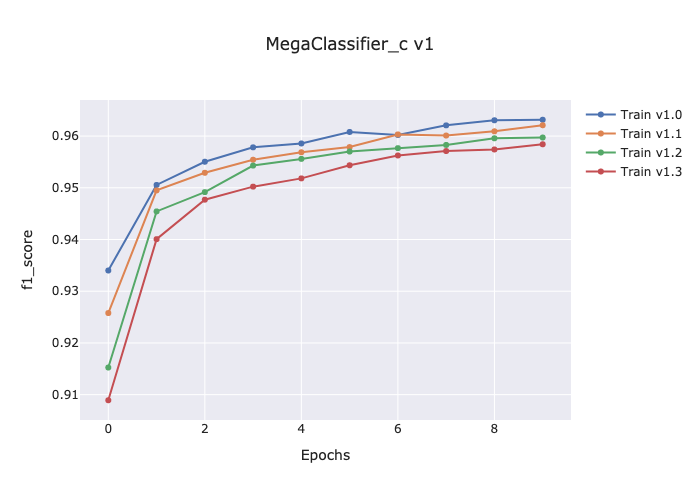 MegaClassifier_c v1
Train v1.0
Train v1.1
Train v1.2
Train v1.3
f1_score
0.96
0.95
0.94
0.93
0.92
0.91
0 2 4 6 8
Epochs